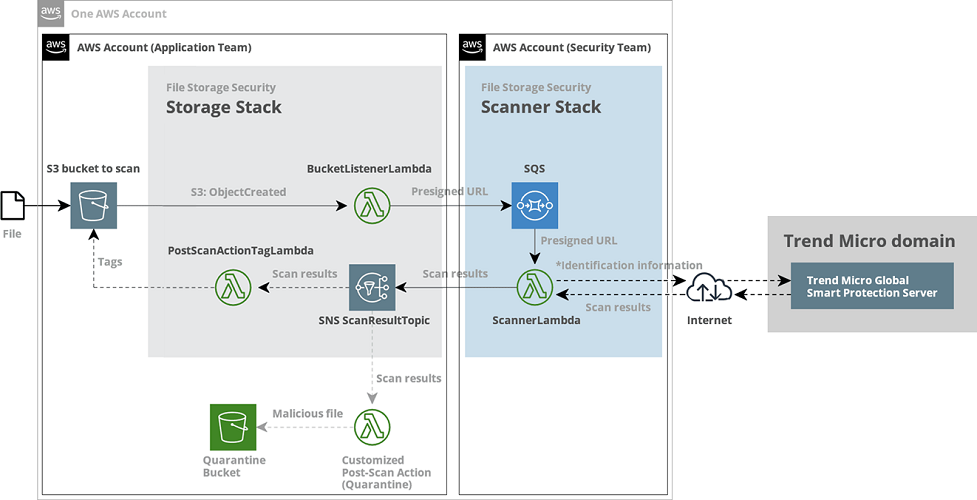 aws
One AWS Account
aws
AWS Account (Application Team)
aws
AWS Account (Security Team)
File Storage Security
Storage Stack
File Storage Security
Scanner Stack
S3 bucket to scan
BucketListenerLambda
SQS
S3: ObjectCreated
Presigned URL
File
Presigned URL
Trend Micro domain
PostScanActionTagLambda
Tags
Scan results
Scan results
*Identification information
Trend Micro Global
Smart Protection Server
Scan results
SNS ScanResultTopic
ScannerLambda
Internet
Scan results
Malicious file
Quarantine
Bucket
Customized
Post-Scan Action
(Quarantine)